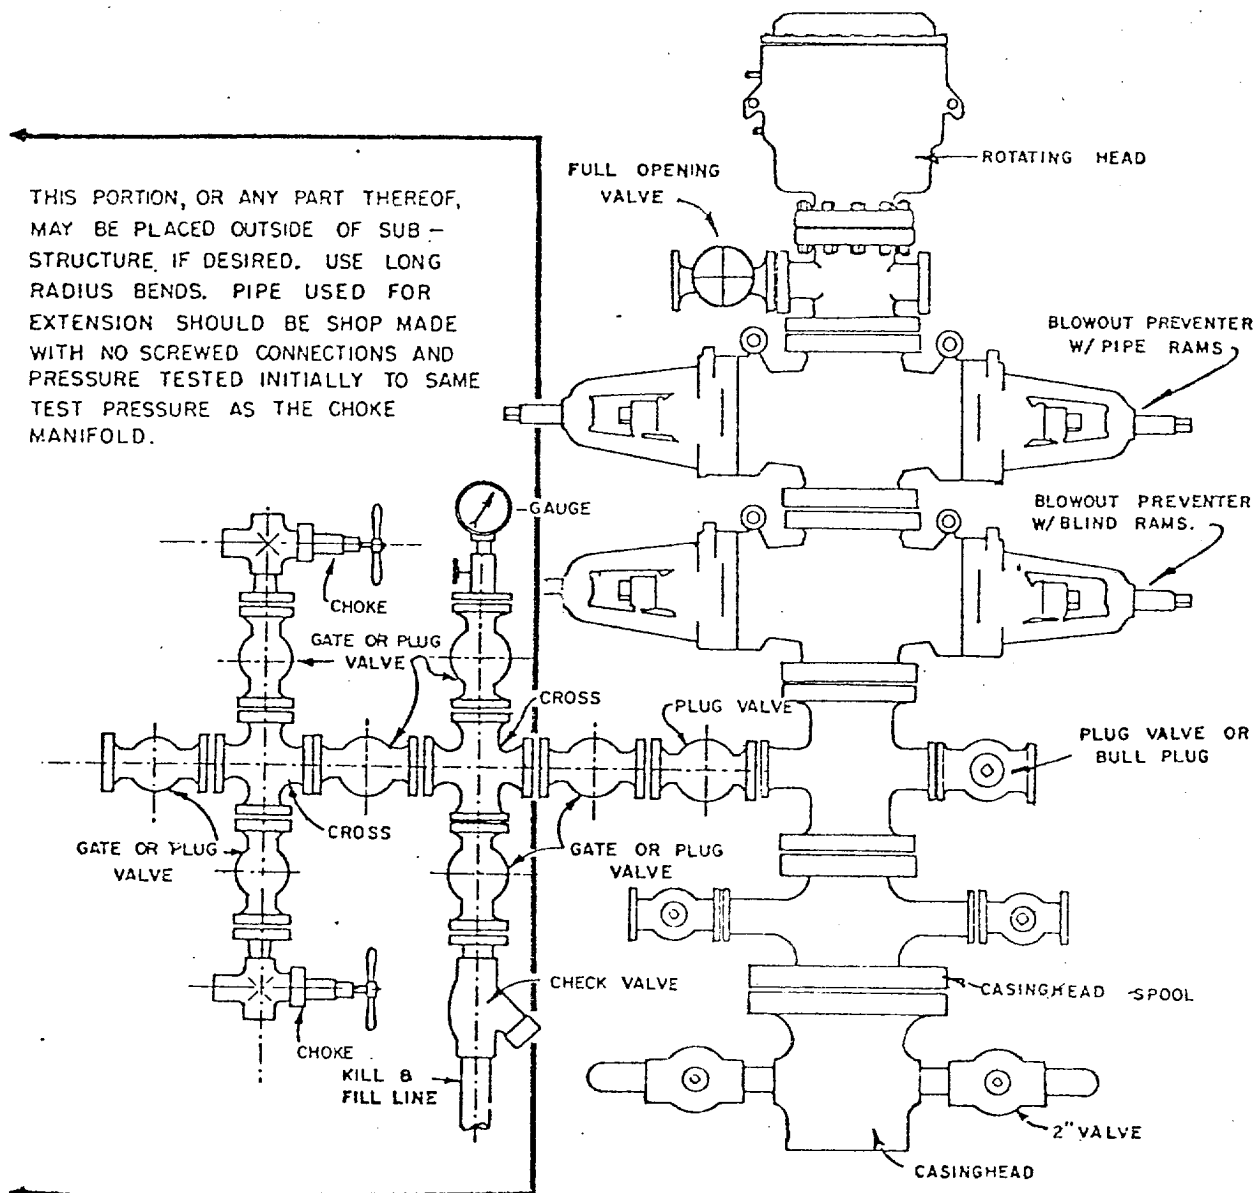 ROTATING HEAD
FULL OPENING
VALVE
THIS PORTION, OR ANY PART THEREOF,
MAY BE PLACED OUTSIDE OF SUB-
STRUCTURE IF DESIRED. USE LONG
RADIUS BENDS. PIPE USED FOR
EXTENSION SHOULD BE SHOP MADE
WITH NO SCREWED CONNECTIONS AND
PRESSURE TESTED INITIALLY TO SAME
TEST PRESSURE AS THE CHOKE
MANIFOLD.
BLOWOUT PREVENTER
W/PIPE RAMS
GAUGE
BLOWOUT PREVENTER
W/BLIND RAMS.
CHOKE
GATE OR PLUG
VALVE
CROSS
PLUG VALVE
PLUG VALVE OR
BULL PLUG
CROSS
GATE OR PLUG
VALVE
GATE OR PLUG
VALVE
CHECK VALVE
CASINGHEAD SPOOL
CHOKE
KILL &
FILL LINE
2" VALVE
CASINGHEAD